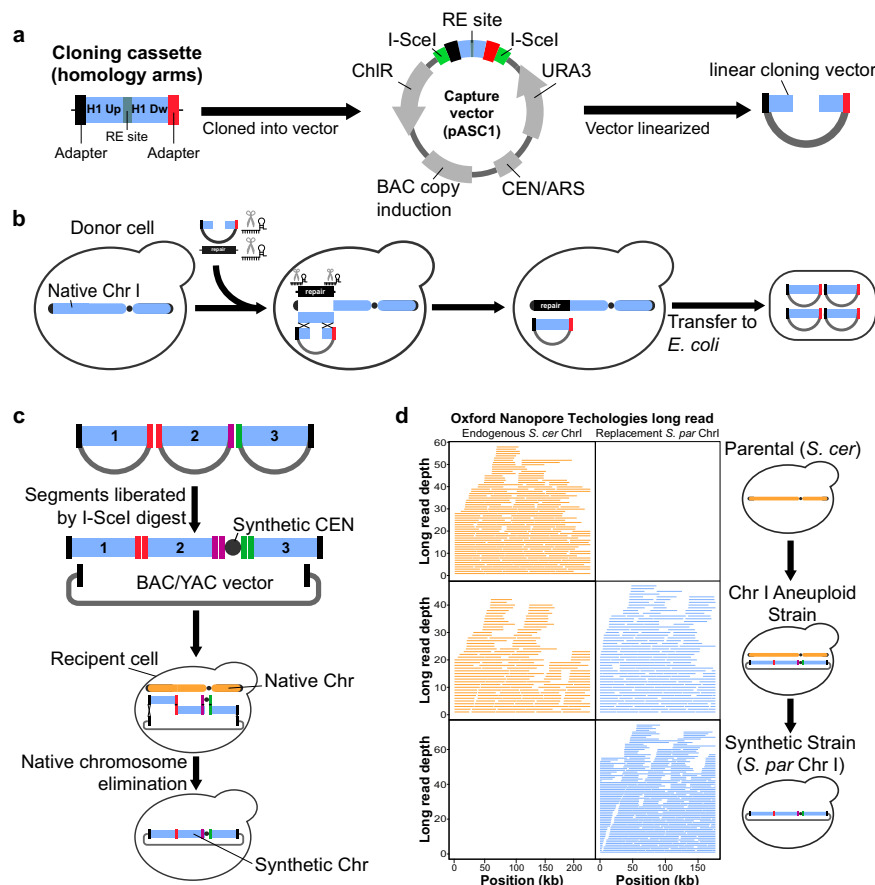 a
Cloning cassette
(homology arms)
H1 Up
H1 Dw
RE site
Adapter
Adapter
Cloned into vector
RE site
I-SceI
I-SceI
ChlR
URA3
Capture
vector
(pASC1)
BAC copy
induction
CEN/ARS
Vector linearized
linear cloning vector
b
Donor cell
Native Chr I
repair
repair
repair
Transfer to
E. coli
c
1
2
3
Segments liberated
by I-SceI digest
Synthetic CEN
1
2
3
BAC/YAC vector
Recipent cell
Native Chr
Native chromosome
elimination
Synthetic Chr
d
Oxford Nanopore Techologies long read
Endogenous S. cer ChrI
Replacement S. par ChrI
Long read depth
60
50
40
30
20
10
0
Long read depth
50
40
30
20
10
0
Long read depth
70
60
50
40
30
20
10
0
0
50
100
150
200
0
50
100
150
Position (kb)
Position (kb)
Parental (S. cer)
Chr I Aneuploid
Strain
Synthetic Strain
(S. par Chr I)